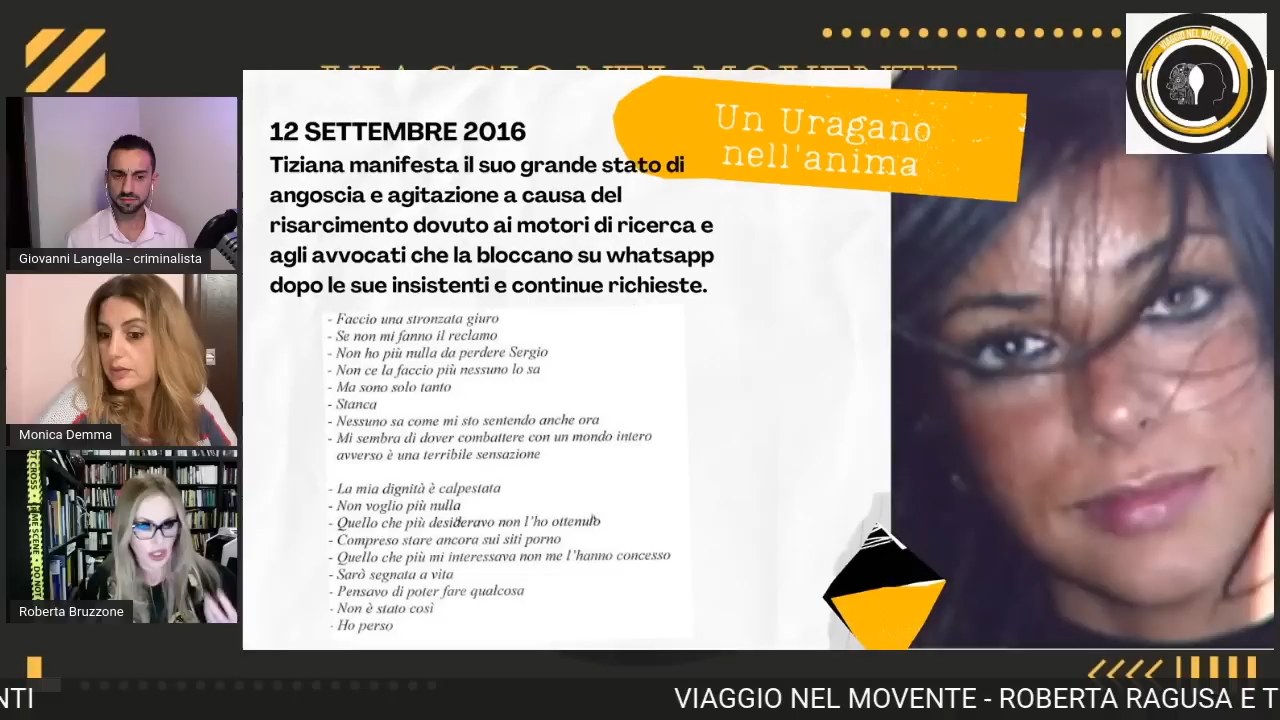 VIAGGIO NEL MOVENTE
VIAGGIO NEL MOVENTE
Un Uragano
nell'anima
12 SETTEMBRE 2016
Tiziana manifesta il suo grande stato di
angoscia e agitazione a causa del
risarcimento dovuto ai motori di ricerca e
agli avvocati che la bloccano su whatsapp
dopo le sue insistenti e continue richieste.
- Faccio una stronzata giuro
- Se non mi fanno il reclamo
- Non ho più nulla da perdere Sergio
- Non ce la faccio più nessuno lo sa
- Ma sono solo tanto
- Stanca
- Nessuno sa come mi sto sentendo anche ora
- Mi sembra di dover combattere con un mondo intero
avverso è una terribile sensazione
- La mia dignità è calpestata
- Non voglio più nulla
- Quello che più desideravo non l'ho ottenuto
- Compreso stare ancora sui siti porno
- Quello che più mi interessava non me l'hanno concesso
- Sarò segnata a vita
- Pensavo di poter fare qualcosa
- Non è stato così
- Ho perso
Giovanni Langella - criminalista
Monica Demma
Roberta Bruzzone
NTI
VIAGGIO NEL MOVENTE - ROBERTA RAGUSA E T